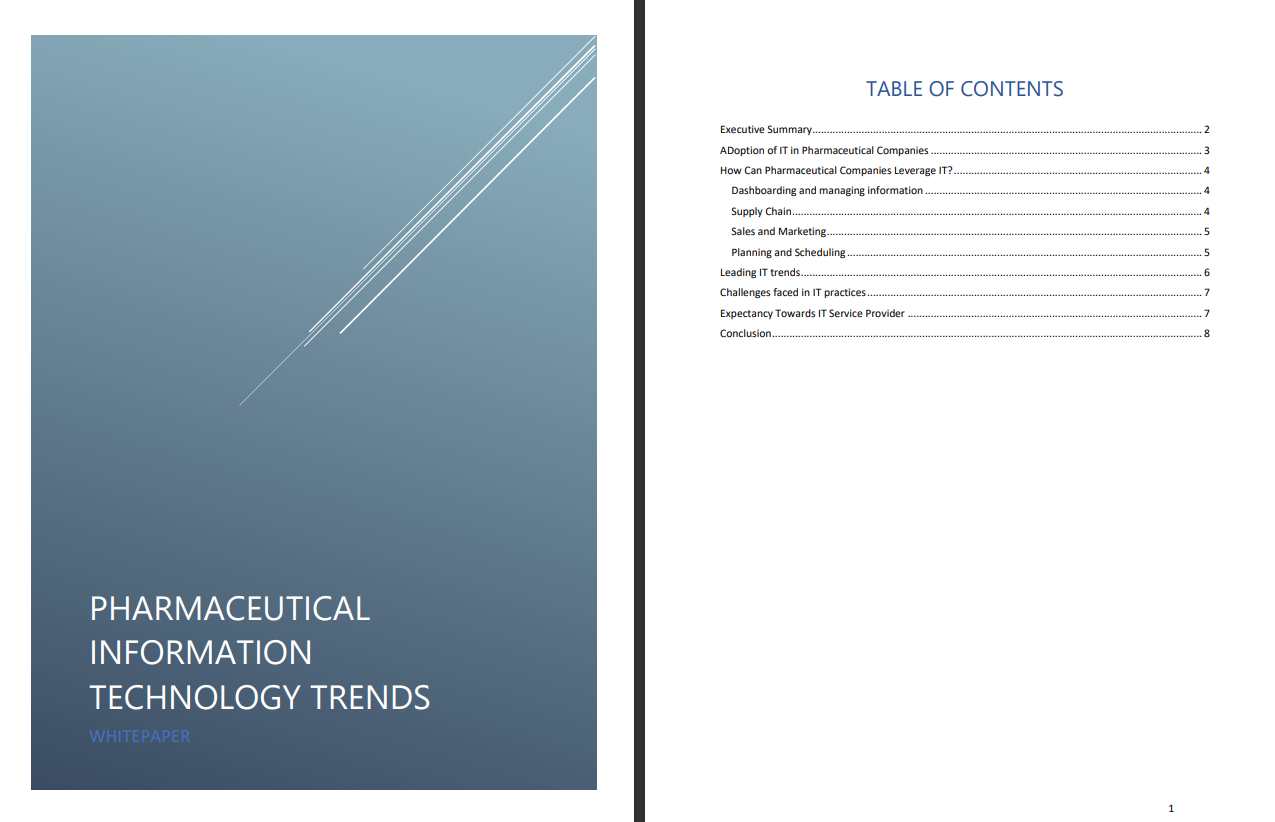 PHARMACEUTICAL
INFORMATION
TECHNOLOGY TRENDS
WHITEPAPER
TABLE OF CONTENTS
Executive Summary 2
ADoption of IT in Pharmaceutical Companies 3
How Can Pharmaceutical Companies Leverage IT? 4
Dashboarding and managing information 4
Supply Chain 4
Sales and Marketing 5
Planning and Scheduling 5
Leading IT trends 6
Challenges faced in IT practices 7
Expectancy Towards IT Service Provider 7
Conclusion 8
1